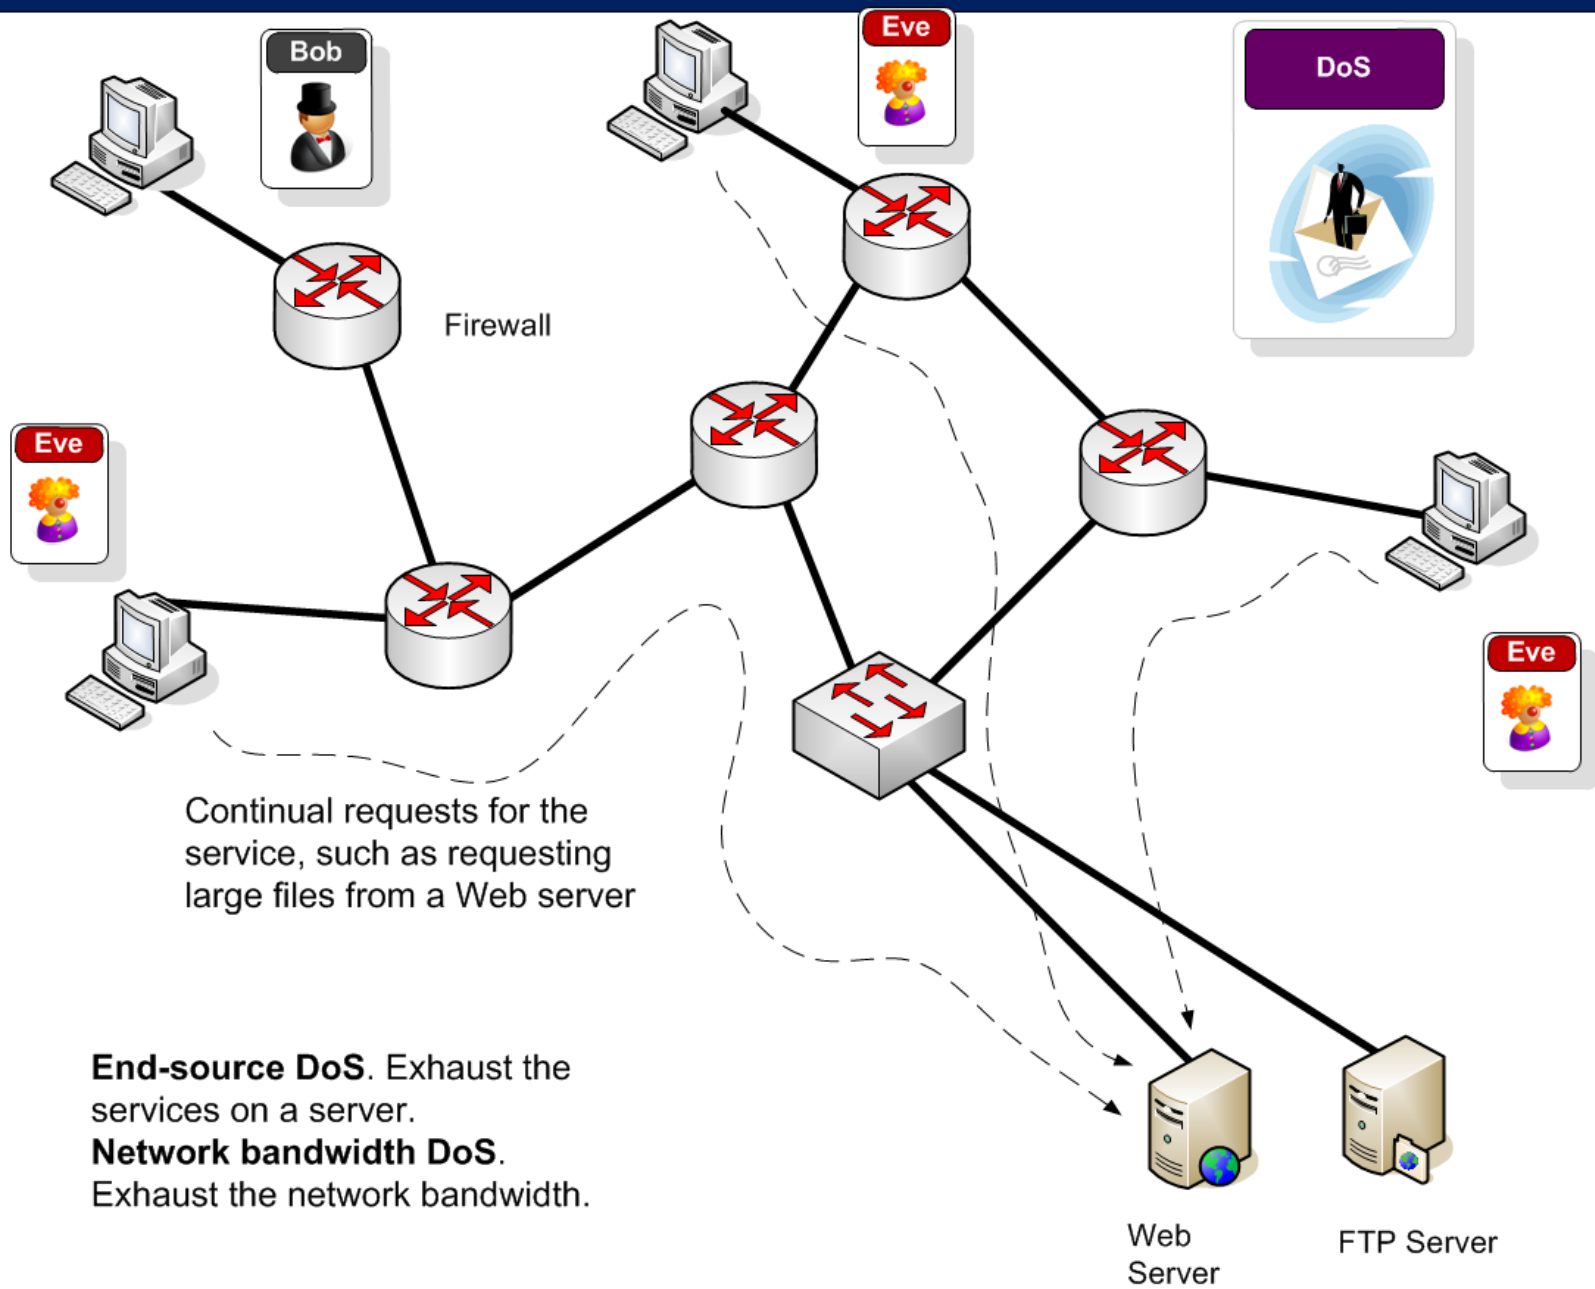 Bob
Eve
DoS
Firewall
Eve
Eve
Continual requests for the
service, such as requesting
large files from a Web server
End-source DoS. Exhaust the
services on a server.
Network bandwidth DoS.
Exhaust the network bandwidth.
Web
Server
FTP Server